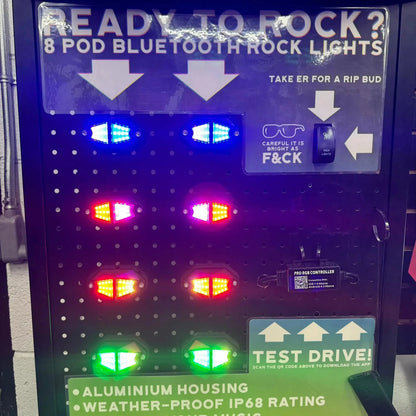 READY TO ROCK?
8 POD BLUETOOTH ROCK LIGHTS
TAKE ER FOR A RIP BUD
CAREFUL IT IS
BRIGHT AS
F&CK
PRO RGB CONTROLLER
TEST DRIVE!
SCAN THE QR CODE ABOVE TO DOWNLOAD THE APP
• ALUMINIUM HOUSING
• WEATHER-PROOF IP68 RATING
MUSIC